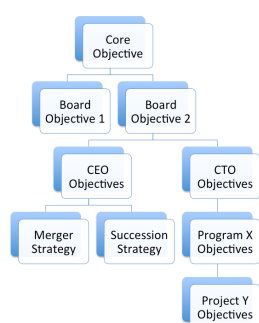 Core
Objective
Board
Objective 1
Board
Objective 2
CEO
Objectives
CTO
Objectives
Merger
Strategy
Succession
Strategy
Program X
Objectives
Project Y
Objectives